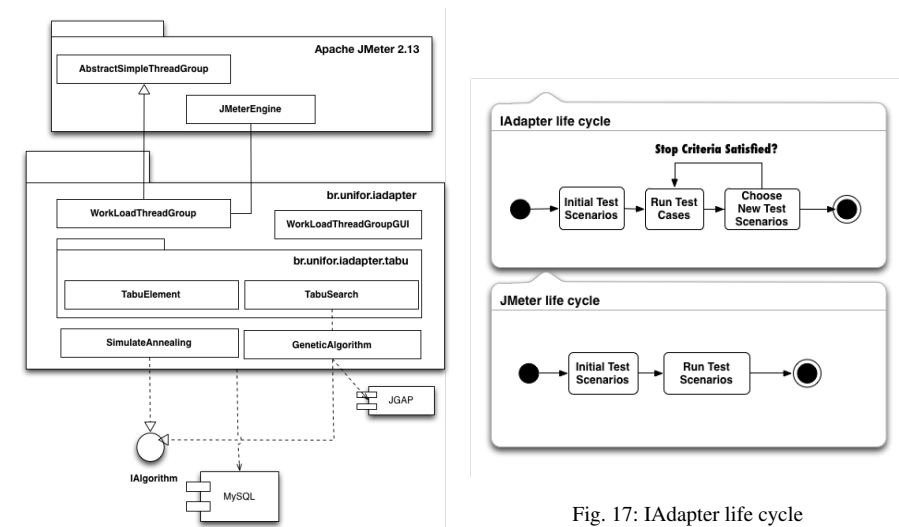 Apache JMeter 2.13
AbstractSimpleThreadGroup
JMeterEngine
br.unifor.iadapter
WorkLoadThreadGroup
WorkLoadThreadGroupGUI
br.unifor.iadapter.tabu
TabuElement
TabuSearch
SimulateAnnealing
GeneticAlgorithm
JGAP
IAlgorithm
MySQL
IAdapter life cycle
Stop Criteria Satisfied?
Initial Test
Scenarios
Run Test
Cases
Choose
New Test
Scenarios
JMeter life cycle
Initial Test
Scenarios
Run Test
Scenarios
Fig. 17: IAdapter life cycle